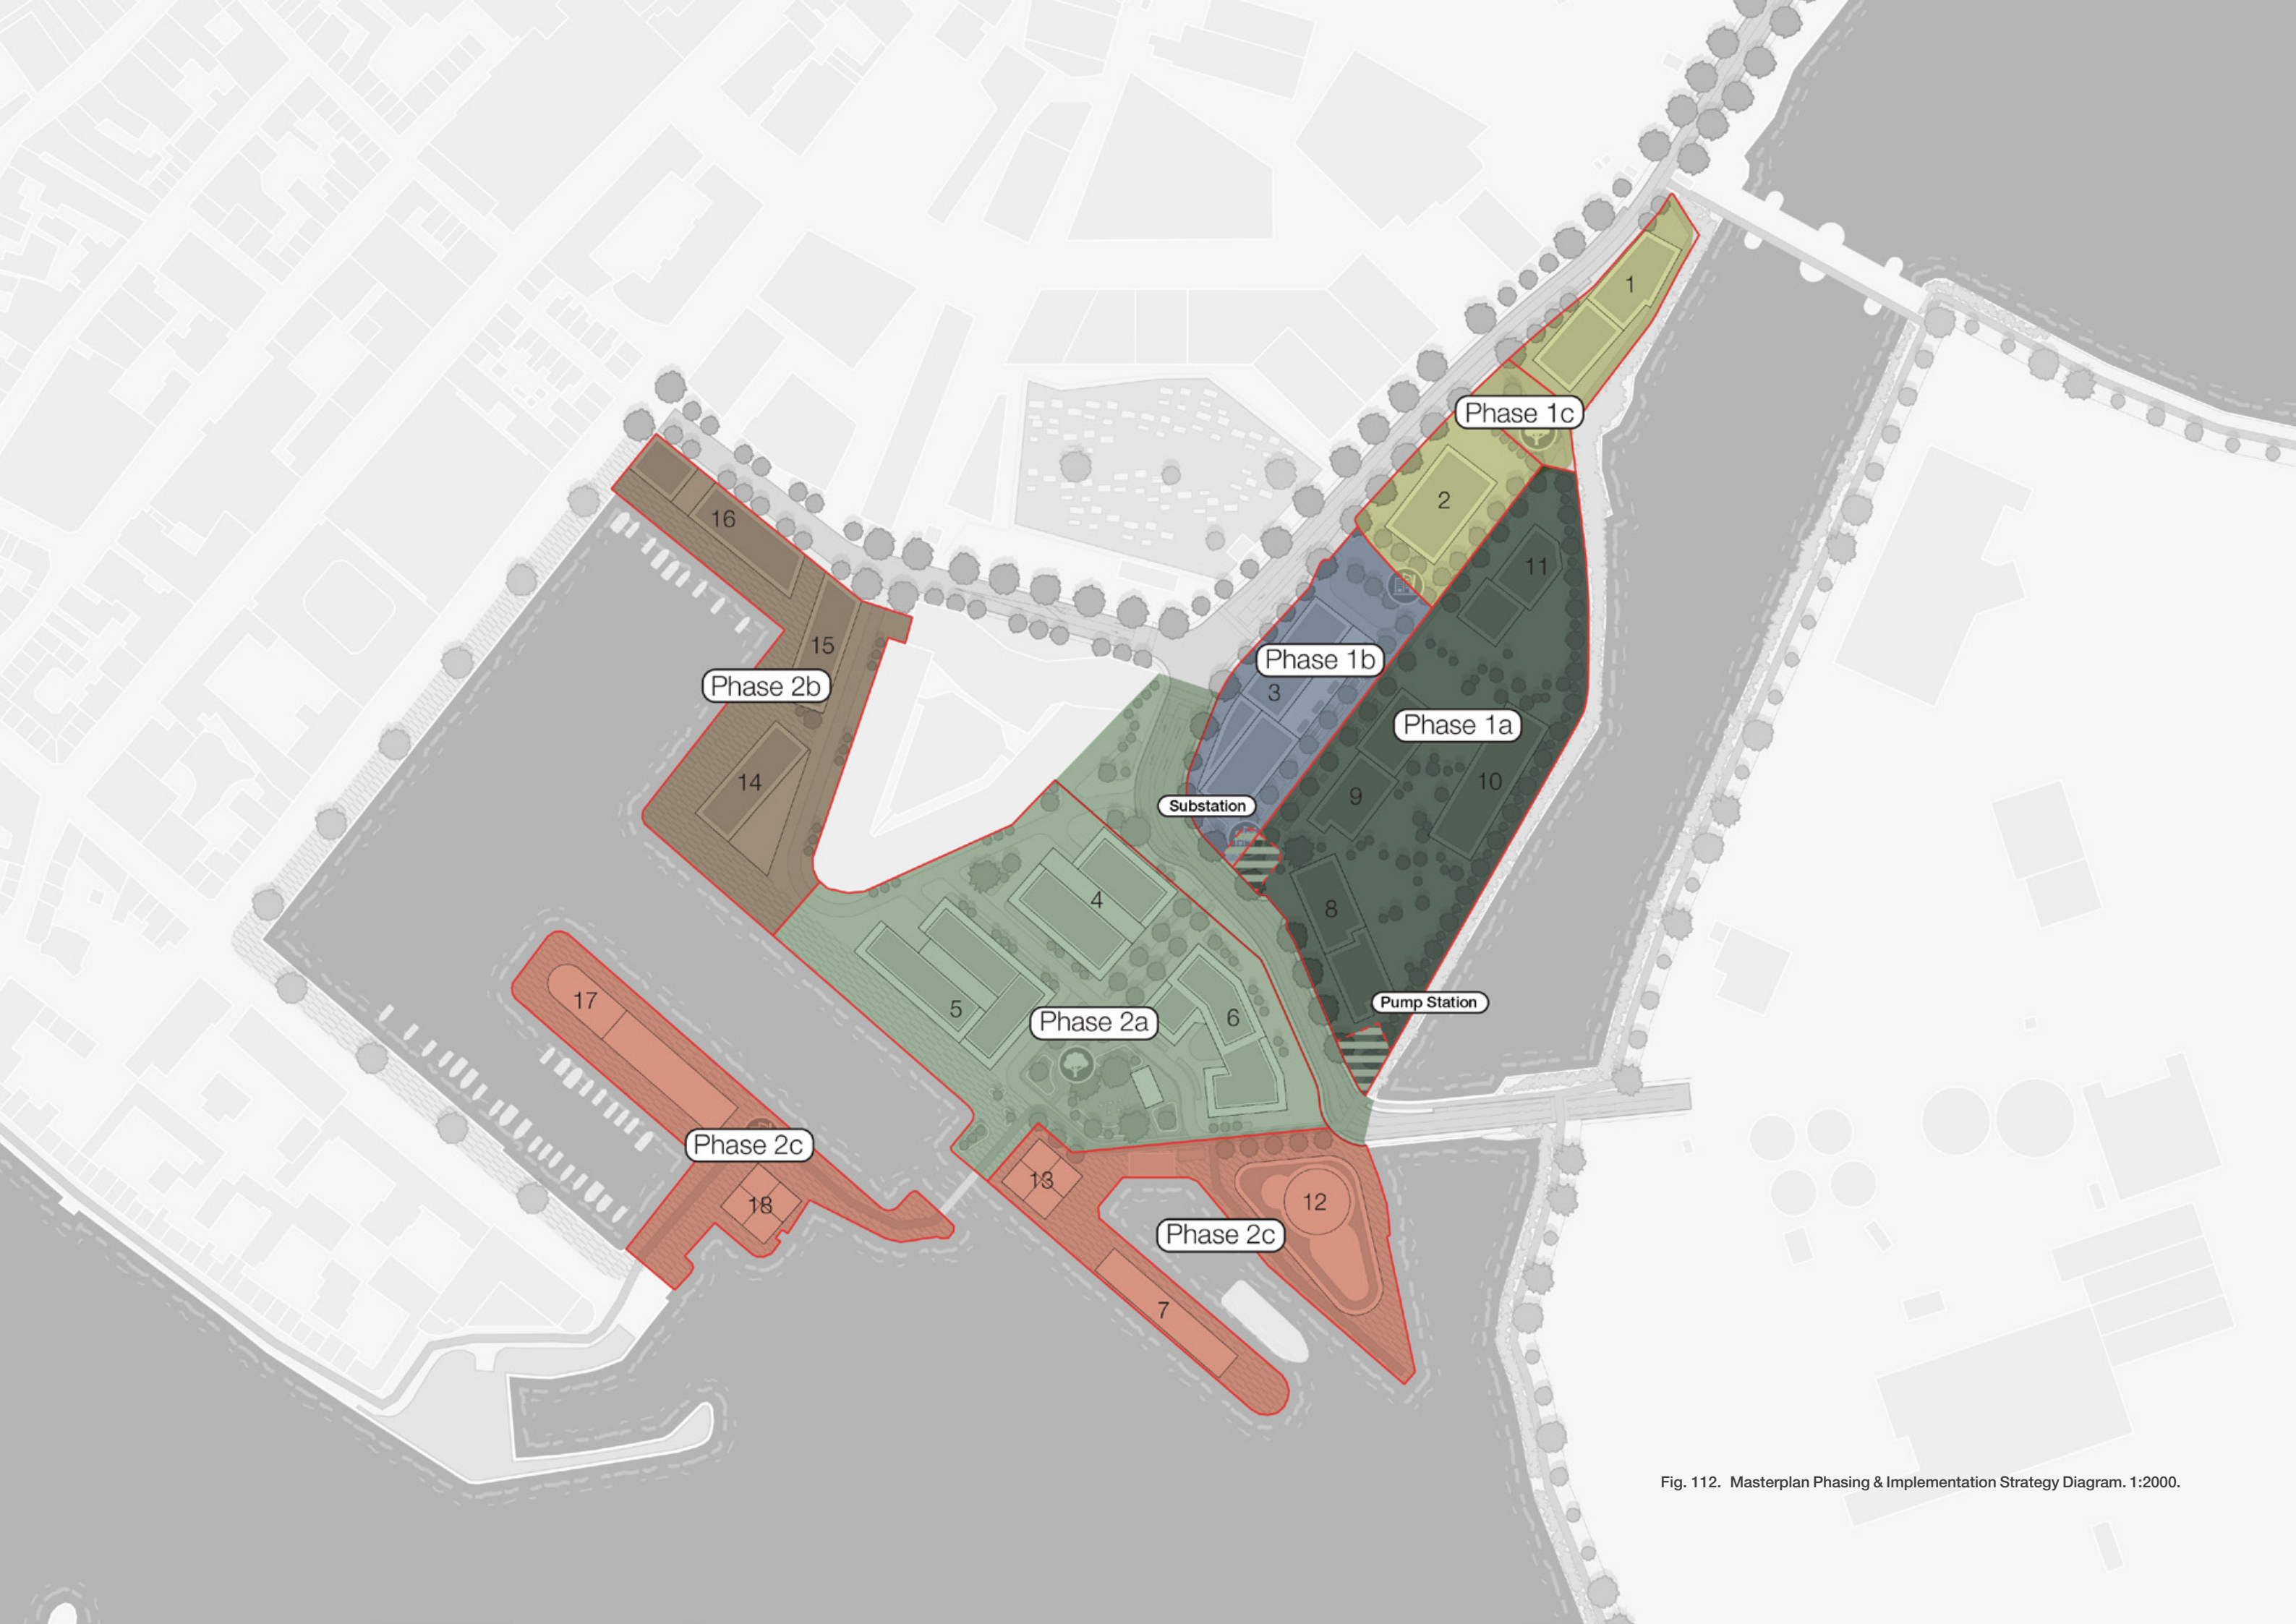 1
Phase 1c
2
16
11
15
Phase 1b
Phase 2b
3
Phase 1a
14
10
9
Substation
4
8
17
Pump Station
5
6
Phase 2a
Phase 2c
13
18
12
Phase 2c
7
Fig. 112. Masterplan Phasing & Implementation Strategy Diagram. 1:2000.